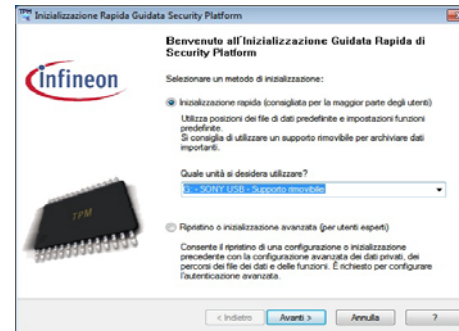 Inizializzazione Rapida Guidata Security Platform
Benvenuto all'Inizializzazione Guidata Rapida di
Security Platform
infineon
Selezionare un metodo di inizializzazione:
Inizializzazione rapida (consigliata per la maggior parte degli utenti)
Utilizza posizioni dei file di dati predefinite e impostazioni funzioni
predefinite.
Si consiglia di utilizzare un supporto rimovibile per archiviare dati
importanti.
Quale unità si desidera utilizzare?
G: - SONY USB - Supporto rimovibile
TPM
Ripristino o inizializzazione avanzata (per utenti esperti)
Consente il ripristino di una configurazione o inizializzazione
precedente con la configurazione avanzata dei dati privati, dei
percorsi dei file dei dati e delle funzioni. È richiesto per configurare
l'autenticazione avanzata.
< Indietro
Avanti >
Annulla
?